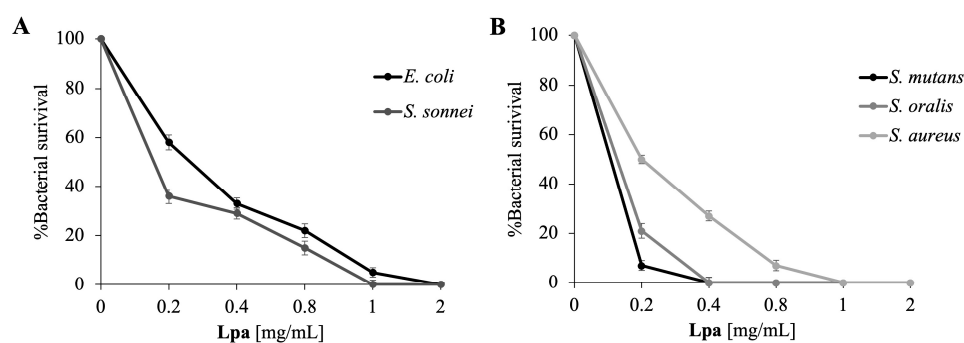 A
100
80
60
40
20
0
%Bacterial surivival
0 0.2 0.4 0.8 1 2
Lpa [mg/mL]
E. coli
S. sonnei
B
100
80
60
40
20
0
%Bacterial survival
0 0.2 0.4 0.8 1 2
Lpa [mg/mL]
S. mutans
S. oralis
S. aureus